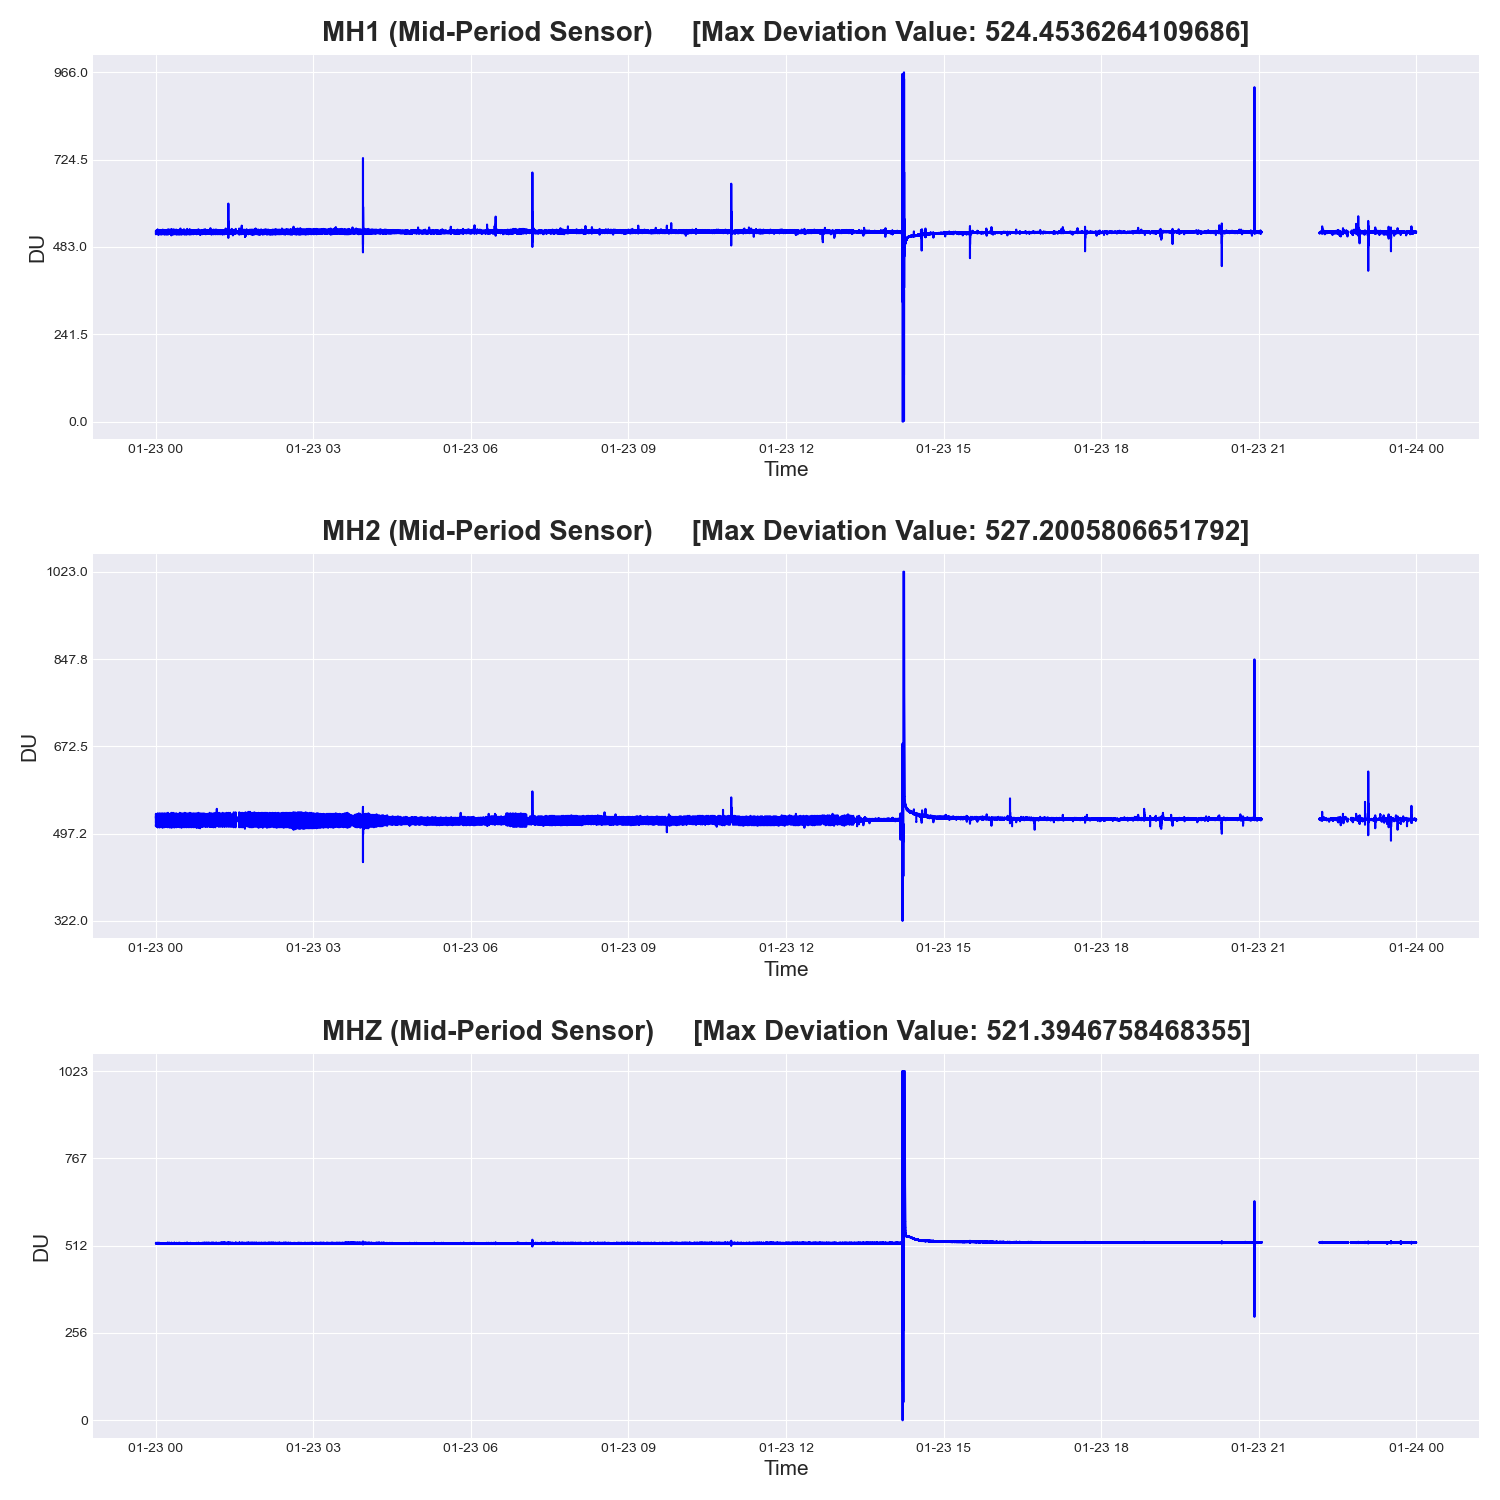 MH1 (Mid-Period Sensor) [Max Deviation Value: 524.4536264109686]
966.0
724.5
483.0
241.5
0.0
DU
01-23 00 01-23 03 01-23 06 01-23 09 01-23 12 01-23 15 01-23 18 01-23 21 01-24 00
Time
MH2 (Mid-Period Sensor) [Max Deviation Value: 527.2005806651792]
1023.0
847.8
672.5
497.2
322.0
DU
01-23 00 01-23 03 01-23 06 01-23 09 01-23 12 01-23 15 01-23 18 01-23 21 01-24 00
Time
MHZ (Mid-Period Sensor) [Max Deviation Value: 521.3946758468355]
1023
767
512
256
0
DU
01-23 00 01-23 03 01-23 06 01-23 09 01-23 12 01-23 15 01-23 18 01-23 21 01-24 00
Time